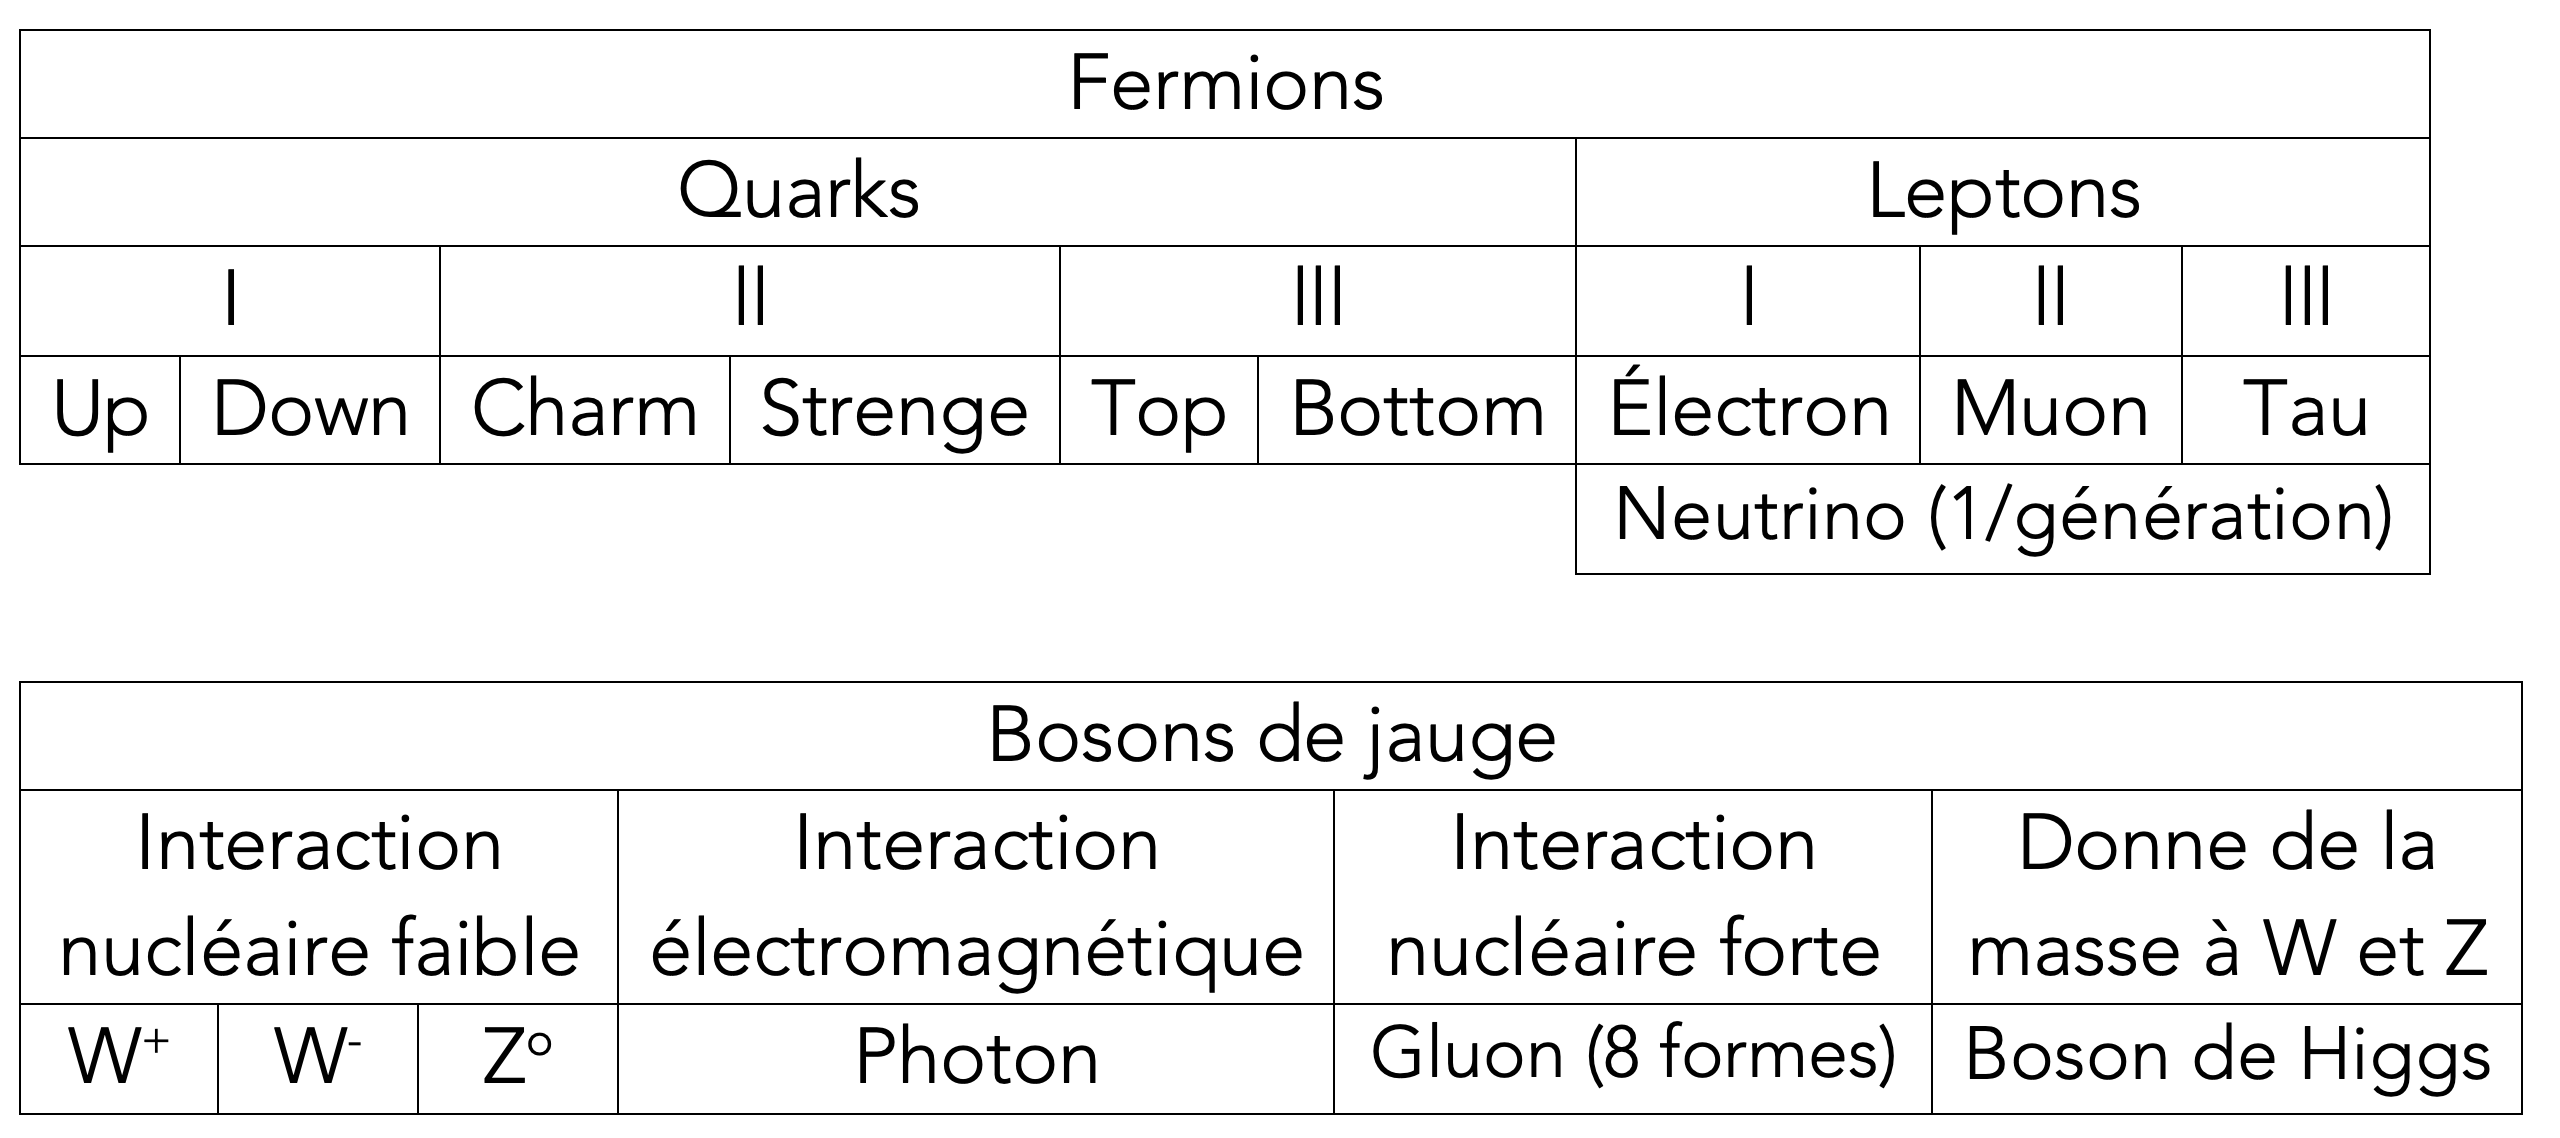 Fermions
Quarks Leptons
I II III I II III
Up Down Charm Strenge Top Bottom Électron Muon Tau
Neutrino (1/génération)
Bosons de jauge
Interaction Interaction Interaction Donne de la
nucléaire faible électromagnétique nucléaire forte masse à W et Z
W⁺ W⁻ Z° Photon Gluon (8 formes) Boson de Higgs